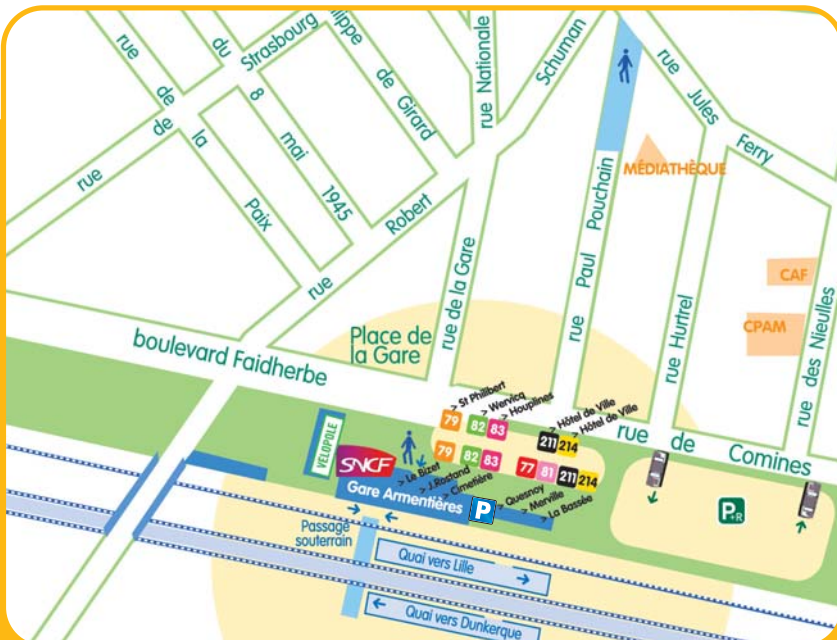 rue de la Paix
rue de Strasbourg
du 8 mai 1945
ilippe de Girard
rue Nationale
rue Robert Schuman
rue Jules Ferry
MÉDIATHÈQUE
rue Paul Pouchain
rue de la Gare
rue Hurtrel
CAF
CPAM
rue des Nieulles
boulevard Faidherbe
Place de
la Gare
rue de Comines
79 > St Philibert
82 > Wervicq
83 > Houplines
211 > Hôtel de Ville
214 > Hôtel de Ville
VÉLOPOLE
SNCF
79 > Le Bizet
82 > J.Rostand
83 > Cimetière
77 > Quesnoy
81 > Merville
211 > La Bassée
214
Gare Armentières
P
P+R
Passage
souterrain
Quai vers Lille
Quai vers Dunkerque